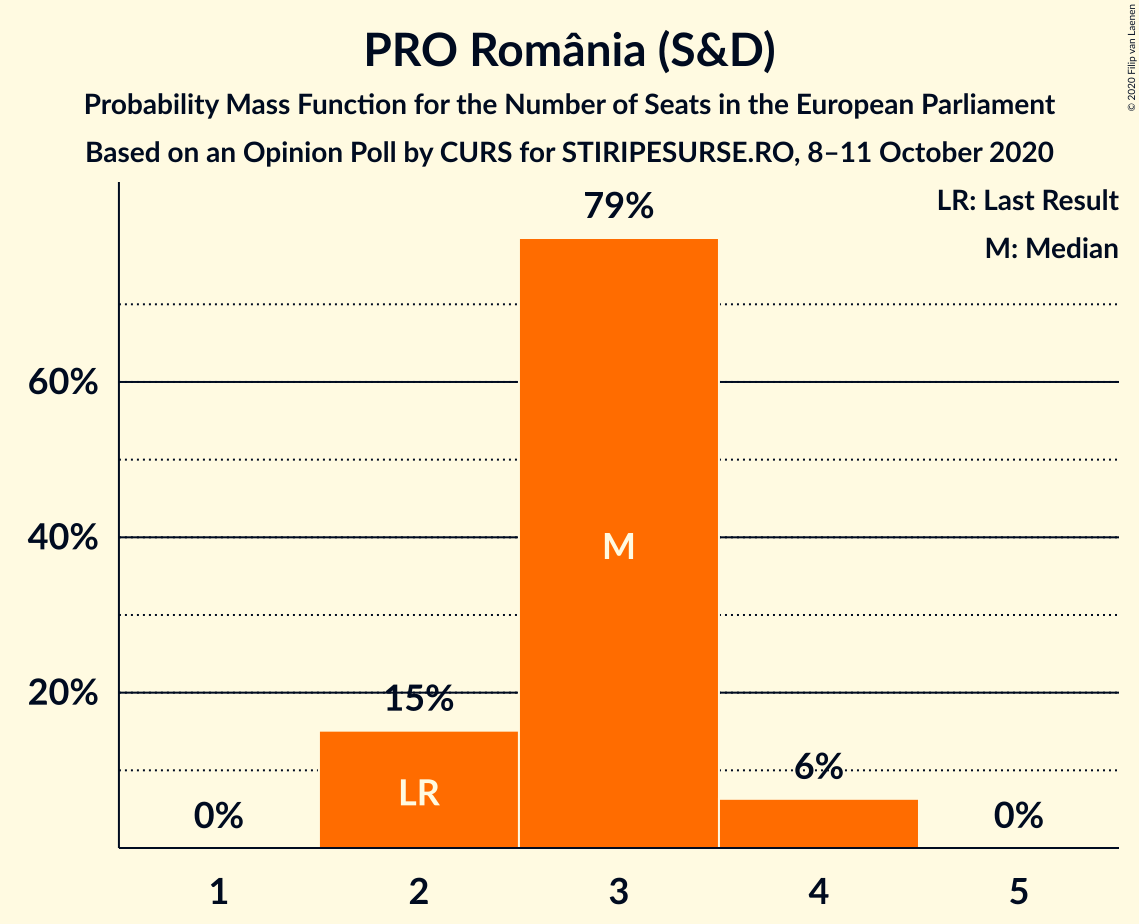 PRO România (S&D)
Probability Mass Function for the Number of Seats in the European Parliament
Based on an Opinion Poll by CURS for STIRIPESURSE.RO, 8–11 October 2020
© 2020 Filip van Laenen
LR: Last Result
M: Median
79%
60%
40%
M
20%
15%
6%
LR
0%
0%
1 2 3 4 5